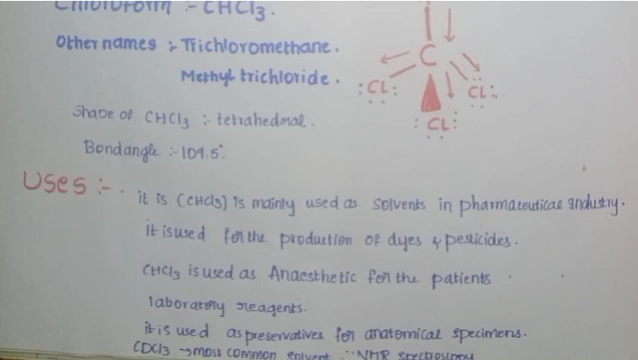 Chloroform :- CHCl3.
Other names :- Trichloromethane.
Methyl trichloride.
C
:Cl: :Cl: Cl:
Shape of CHCl3 :- tetrahedral.
Bondangle :- 109.5°.
Uses :-.
it is (CHCl3) is mainly used as solvents in pharmaceutical industry.
it is used for the production of dyes & pesticides.
CHCl3 is used as Anaesthetic for the patients
laboratory reagents.
it is used as preservatives for anatomical specimens.
CDCl3 → most common solvent NMR spectroscopy